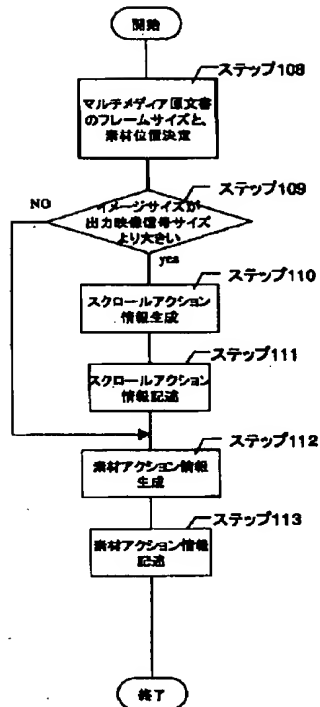 開始
ステップ108
マルチメディア原文書
のフレームサイズと、
素材位置決定
ステップ109
NO
イメージサイズが
出力映像信号サイズ
より大きい
yes
ステップ110
スクロールアクション
情報生成
ステップ111
スクロールアクション
情報記述
ステップ112
素材アクション情報
生成
ステップ113
素材アクション情報
記述
終了